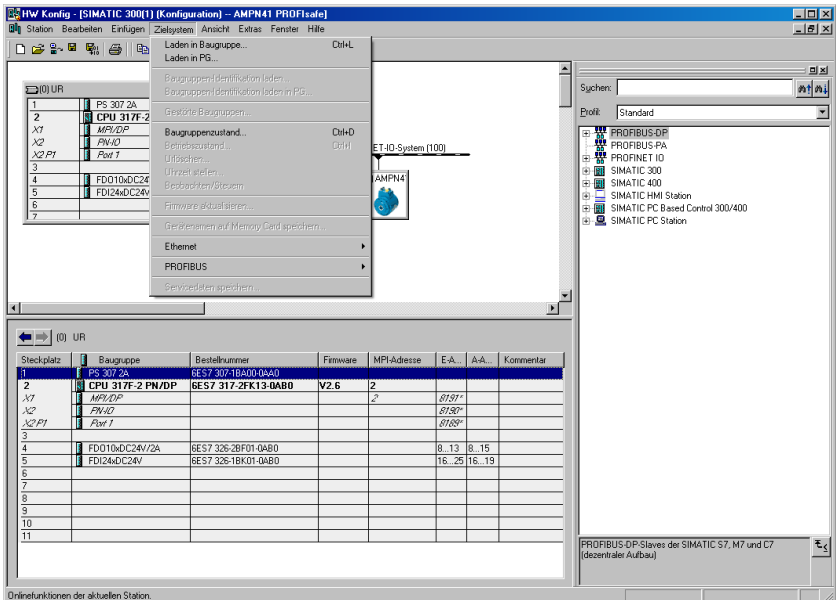 HW Konfig - [SIMATIC 300(1) (Konfiguration) -- AMPN41 PROFIsafe]
Station Bearbeiten Einfügen Zielsystem Ansicht Extras Fenster Hilfe
Laden in Baugruppe... Ctrl+L
Laden in PG...
Baugruppen-Identifikation laden...
Baugruppen-Identifikation laden in PG...
Gestörte Baugruppen...
Baugruppenzustand... Ctrl+D
Betriebszustand... Ctrl+I
Urlöschen...
Uhrzeit stellen...
Beobachten/Steuern
Firmware aktualisieren...
Gerätenamen auf Memory Card speichern...
Ethernet
PROFIBUS
Servicedaten speichern...
(0) UR
1 PS 307 2A
2 CPU 317F-2
X1 MPI/DP
X2 PN-IO
X2 P1 Port 1
3
4 FDO10xDC24
5 FDI24xDC24V
6
7
ET-IO-System (100)
AMPN4
Suchen:
Profil: Standard
PROFIBUS-DP
PROFIBUS-PA
PROFINET IO
SIMATIC 300
SIMATIC 400
SIMATIC HMI Station
SIMATIC PC Based Control 300/400
SIMATIC PC Station
(0) UR
Steckplatz Baugruppe Bestellnummer Firmware MPI-Adresse E-A... A-A... Kommentar
1 PS 307 2A 6ES7 307-1BA00-0AA0
2 CPU 317F-2 PN/DP 6ES7 317-2FK13-0AB0 V2.6 2
X1 MPI/DP 2 8191*
X2 PN-IO 8190*
X2 P1 Port 1 8189*
3
4 FDO10xDC24V/2A 6ES7 326-2BF01-0AB0 8...13 8...15
5 FDI24xDC24V 6ES7 326-1BK01-0AB0 16...25 16...19
6
7
8
9
10
11
PROFIBUS-DP-Slaves der SIMATIC S7, M7 und C7
(dezentraler Aufbau)
Onlinefunktionen der aktuellen Station.